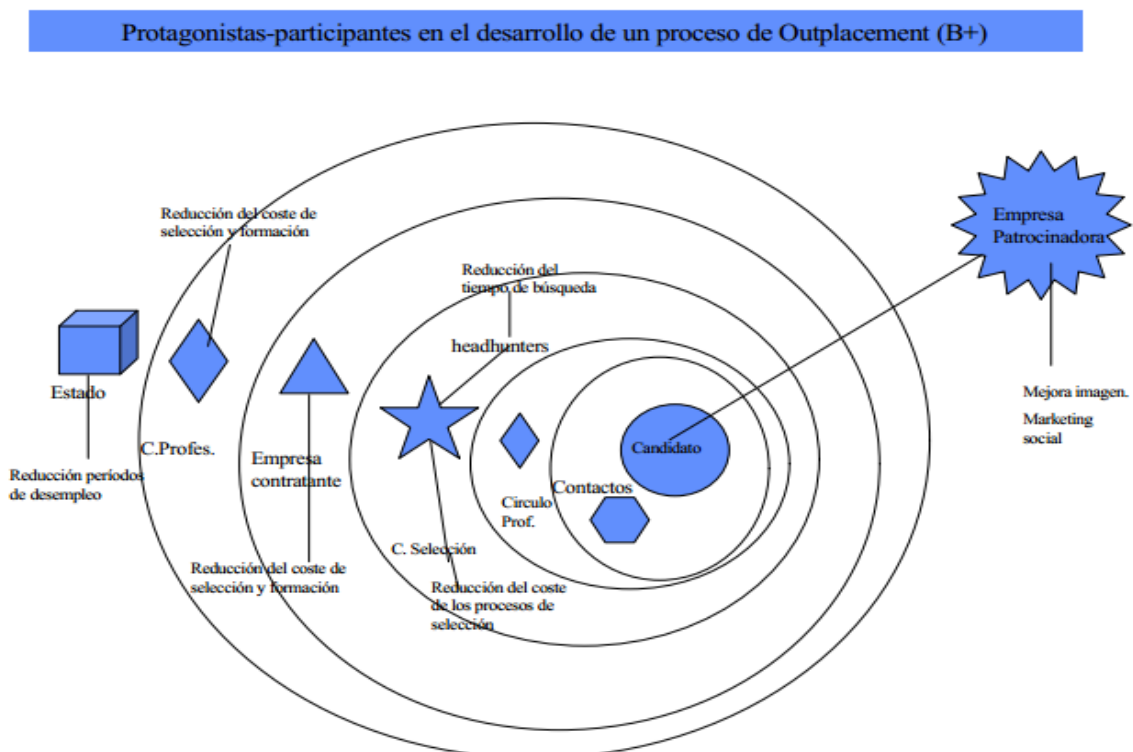 Protagonistas-participantes en el desarrollo de un proceso de Outplacement (B+)
Reducción del coste de
selección y formación
Empresa
Patrocinadora
Reducción del
tiempo de búsqueda
headhunters
Estado
Mejora imagen.
Marketing
social
C.Profes.
Candidato
Empresa
contratante
Reducción períodos
de desempleo
Contactos
Circulo
Prof.
C. Selección
Reducción del coste de
selección y formación
Reducción del coste
de los procesos de
selección